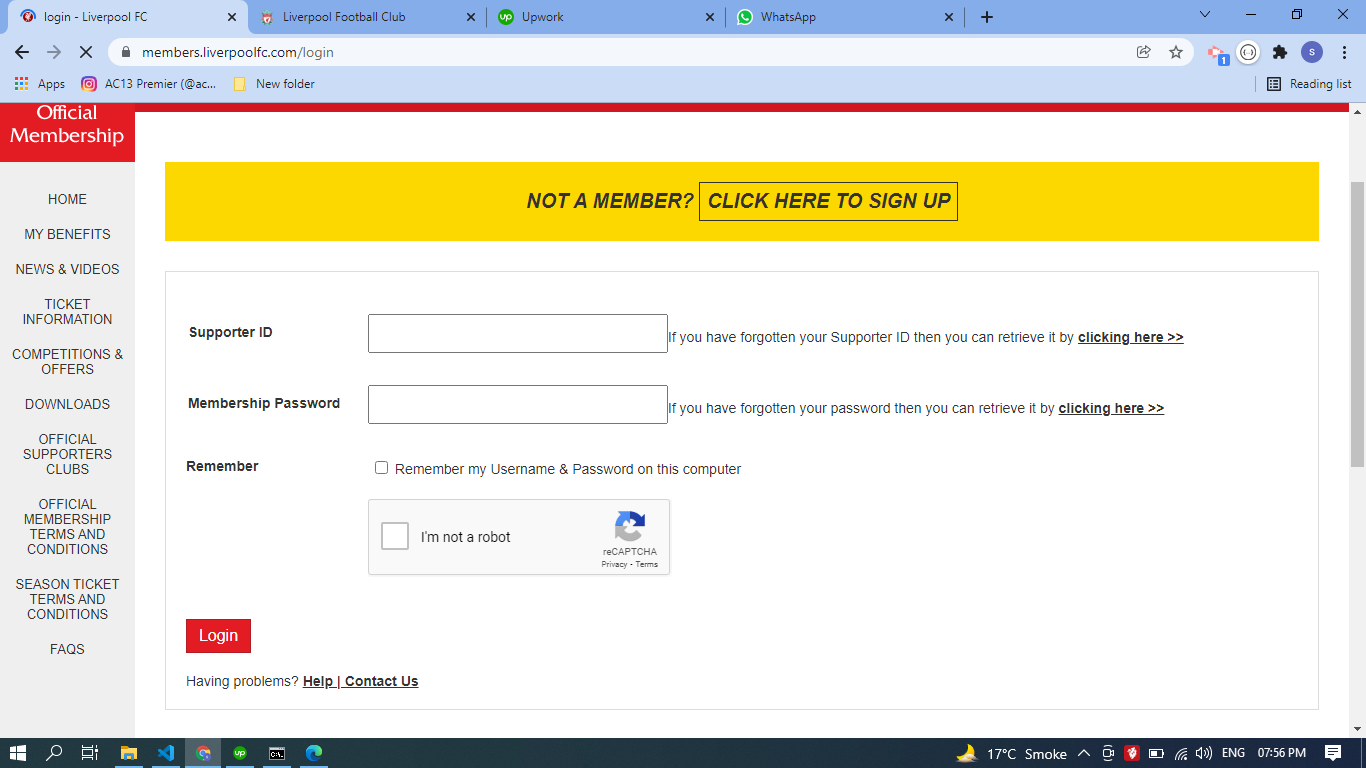 login - Liverpool FC
Liverpool Football Club
up
Upwork
WhatsApp
members.liverpoolfc.com/login
1
S
Apps
AC13 Premier (@ac...
New folder
Reading list
Official
Membership
HOME
MY BENEFITS
NEWS & VIDEOS
TICKET
INFORMATION
COMPETITIONS &
OFFERS
DOWNLOADS
OFFICIAL
SUPPORTERS
CLUBS
OFFICIAL
MEMBERSHIP
TERMS AND
CONDITIONS
SEASON TICKET
TERMS AND
CONDITIONS
FAQS
NOT A MEMBER? CLICK HERE TO SIGN UP
Supporter ID
If you have forgotten your Supporter ID then you can retrieve it by clicking here >>
Membership Password
If you have forgotten your password then you can retrieve it by clicking here >>
Remember
Remember my Username & Password on this computer
I'm not a robot
reCAPTCHA
Privacy - Terms
Login
Having problems? Help | Contact Us
up
C:\.
17°C Smoke
ENG
07:56 PM